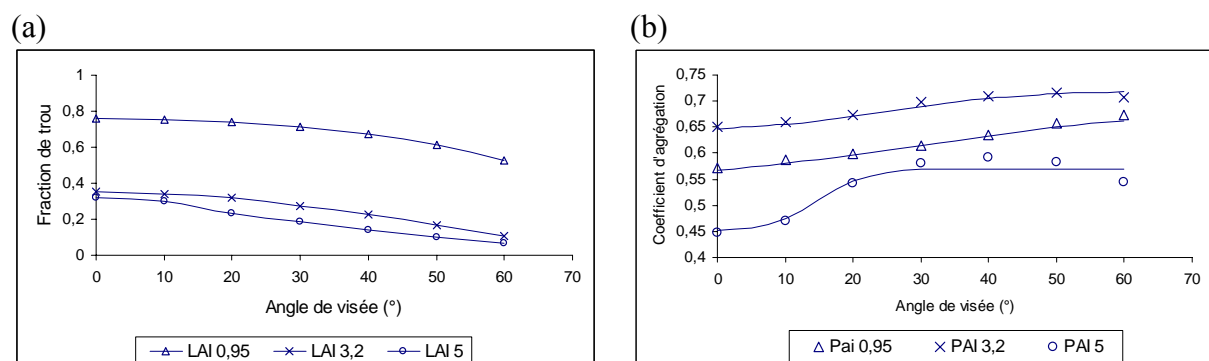 (a)
Fraction de trou
1
0.8
0.6
0.4
0.2
0
0 10 20 30 40 50 60 70
Angle de visée (°)
LAI 0,95 LAI 3,2 LAI 5
(b)
Coefficient d'agrégation
0,75
0,7
0,65
0,6
0,55
0,5
0,45
0,4
0 10 20 30 40 50 60 70
Angle de visée (°)
Pai 0,95 PAI 3,2 PAI 5